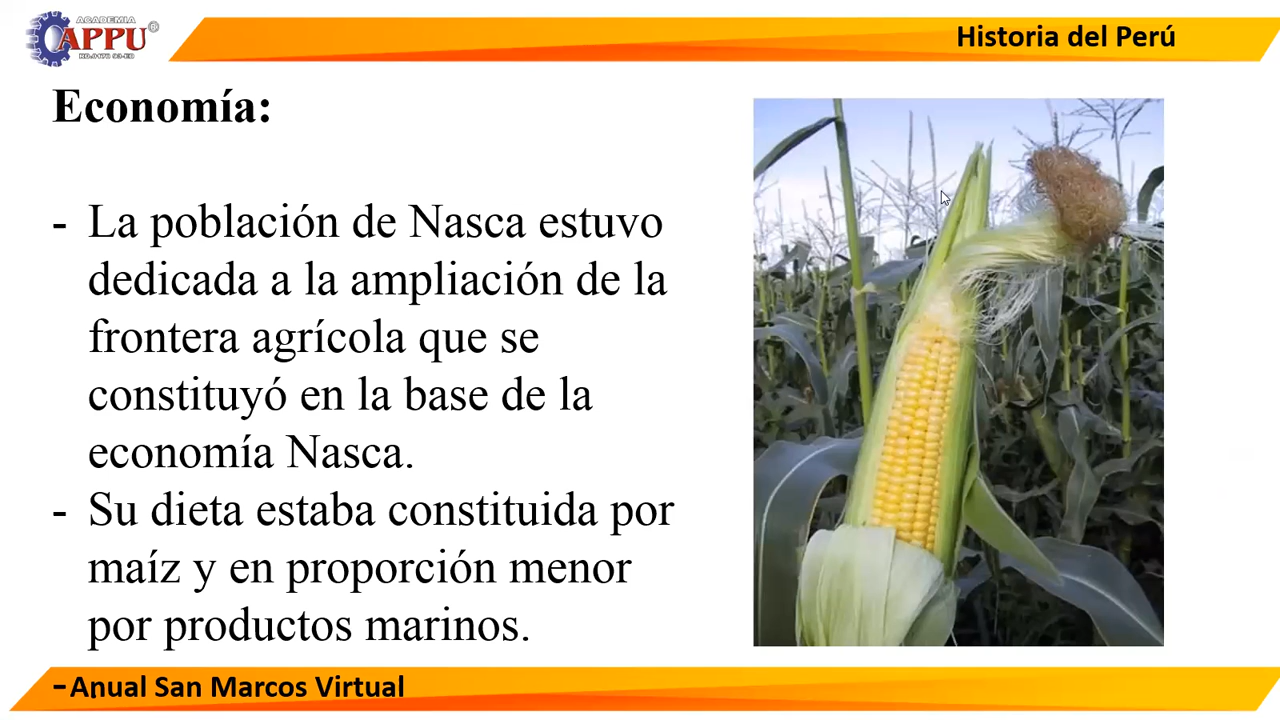 ACADEMIA
APPU®
Historia del Perú
Economía:
- La población de Nasca estuvo
dedicada a la ampliación de la
frontera agrícola que se
constituyó en la base de la
economía Nasca.
- Su dieta estaba constituida por
maíz y en proporción menor
por productos marinos.
-Anual San Marcos Virtual